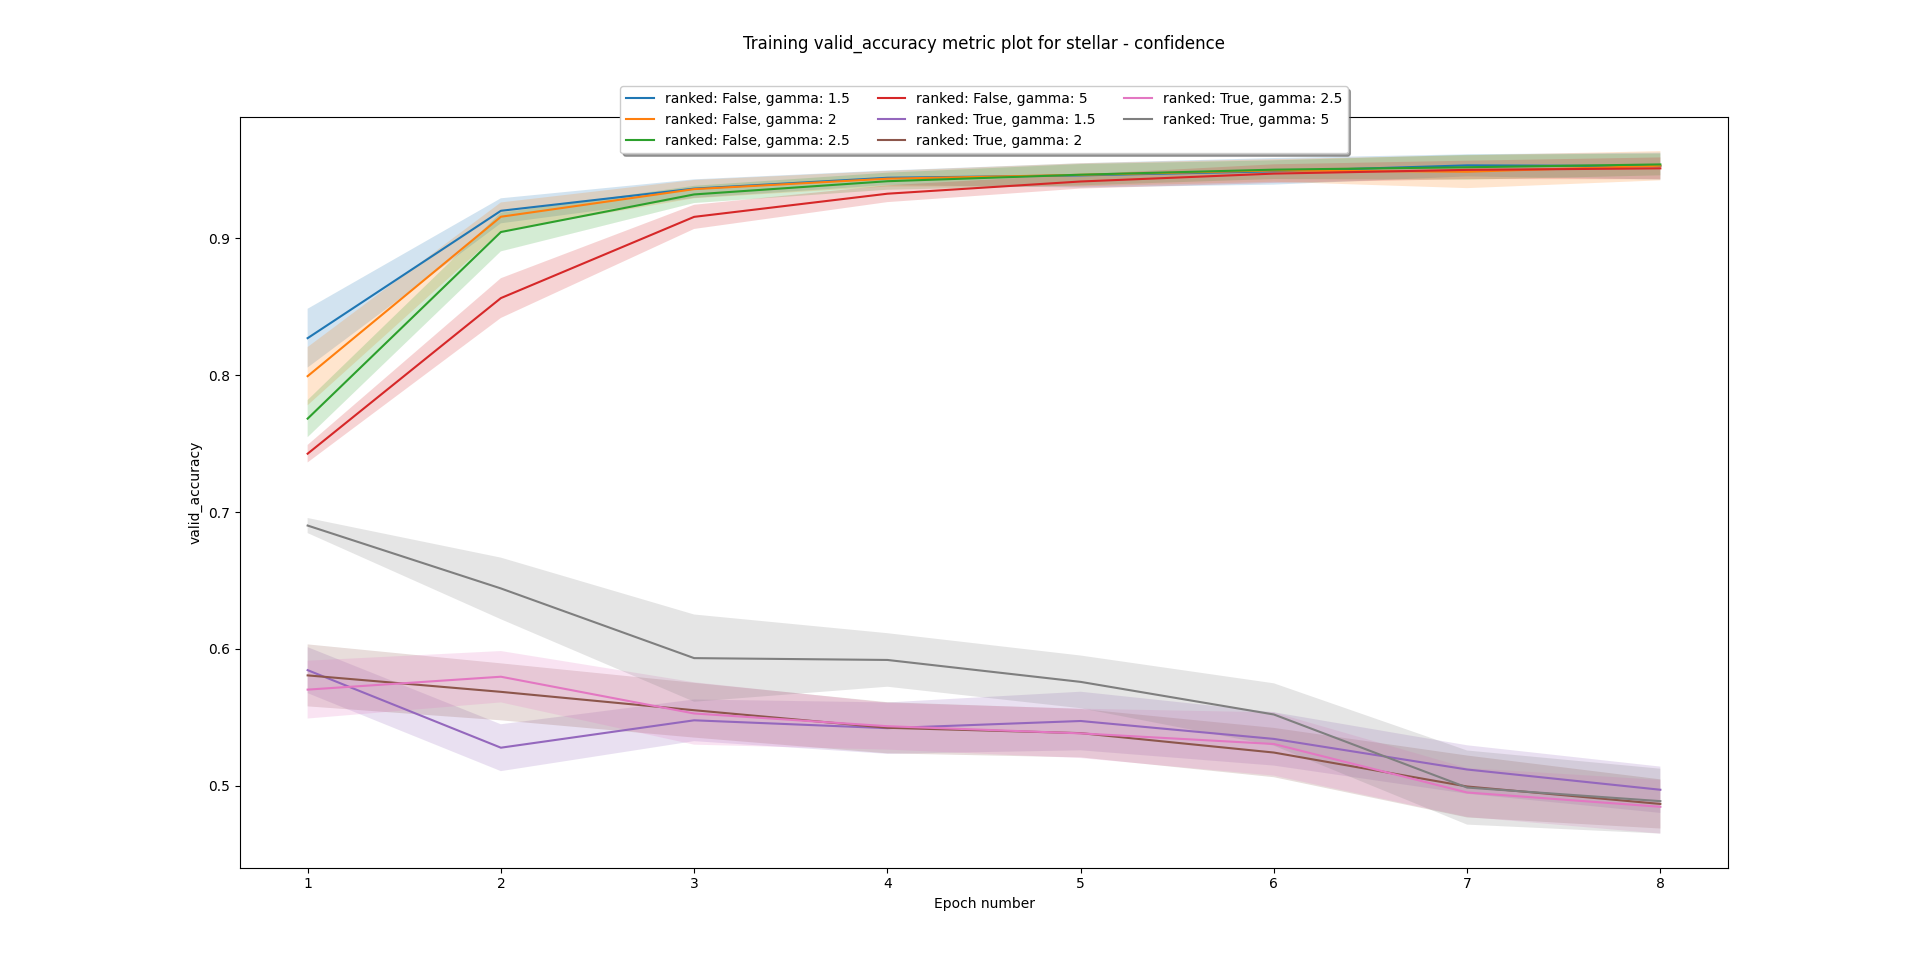 Training valid_accuracy metric plot for stellar - confidence
ranked: False, gamma: 1.5
ranked: False, gamma: 2
ranked: False, gamma: 2.5
ranked: False, gamma: 5
ranked: True, gamma: 1.5
ranked: True, gamma: 2
ranked: True, gamma: 2.5
ranked: True, gamma: 5
valid_accuracy
0.9
0.8
0.7
0.6
0.5
1 2 3 4 5 6 7 8
Epoch number